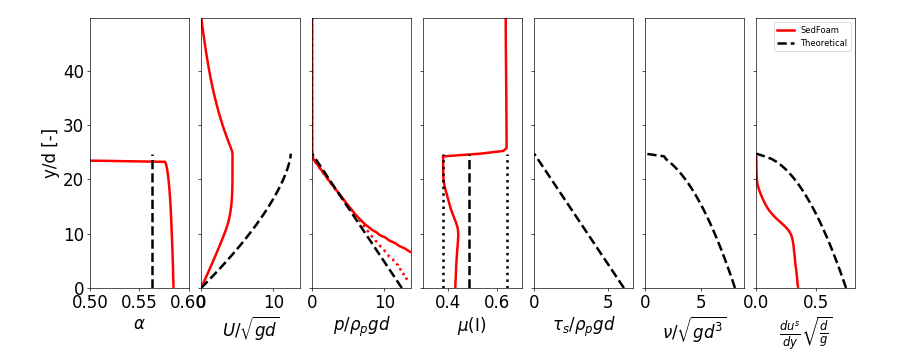 SedFoam
Theoretical
y/d [-]
40
30
20
10
0
0.50 0.55 0.60
0 10
0 10
0.4 0.6
0 5
0 5
0.0 0.5
α
U/√gd
p/ρₚgd
μ(I)
τₛ/ρₚgd
ν/√gd³
duˢ/dy √d/g